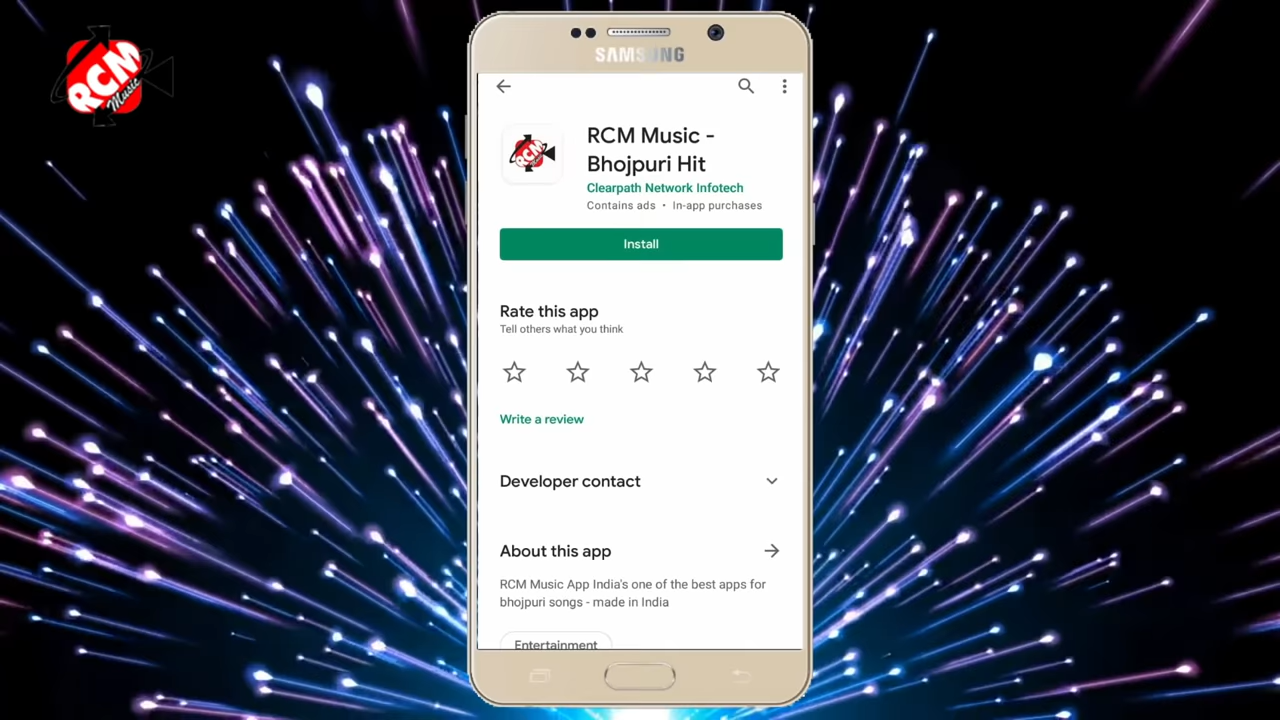 RCM
Music
SAMSUNG
RCM
RCM Music -
Bhojpuri Hit
Clearpath Network Infotech
Contains ads • In-app purchases
Install
Rate this app
Tell others what you think
Write a review
Developer contact
About this app
RCM Music App India's one of the best apps for
bhojpuri songs - made in India
Entertainment